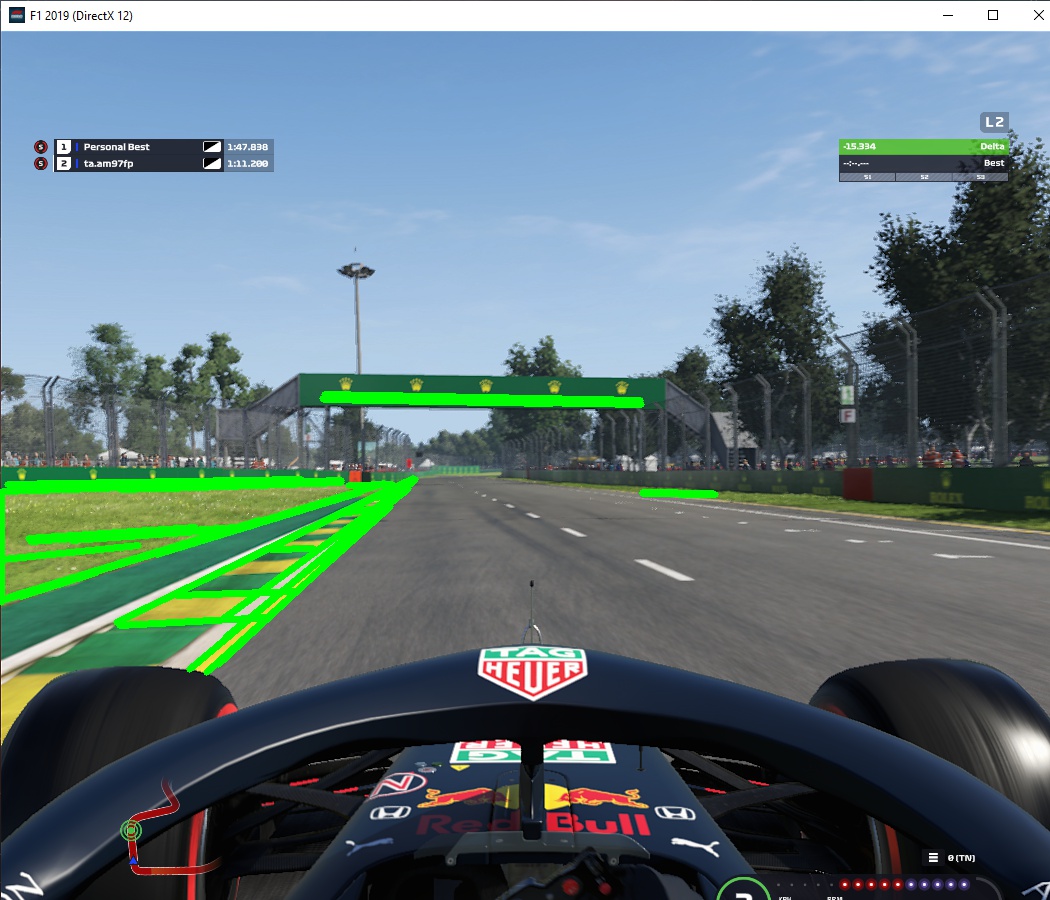 F1 2019 (DirectX 12)
L2
S 1 Personal Best 1:47.838
S 2 ta.am97fp 1:11.200
-15.334 Delta
--:--.--- Best
S1 S2 S3
F
ROLEX
TAG
HEUER
Red Bull
0 (TN)